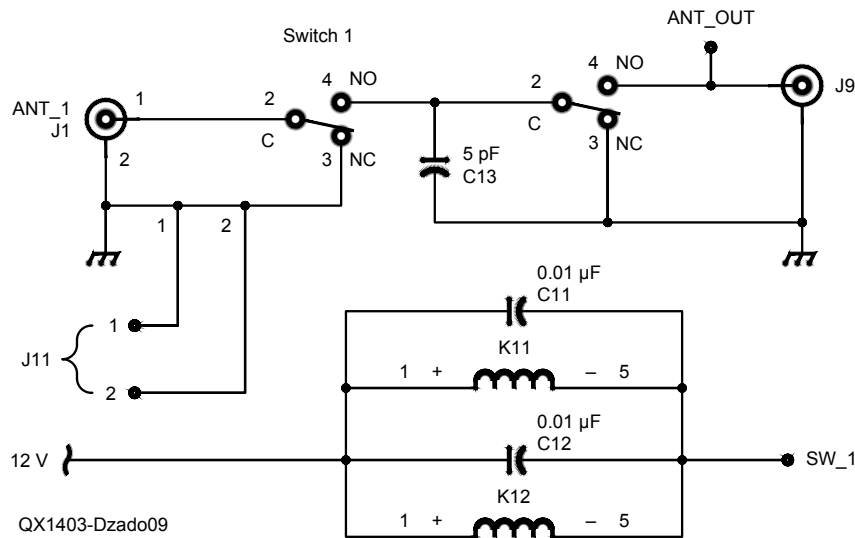 ANT_OUT
Switch 1
4 NO
4 NO
J9
ANT_1
J1
1
2
2
C
2
C
3 NC
3 NC
5 pF
C13
1
2
0.01 µF
C11
J11
1
2
K11
1 + – 5
0.01 µF
C12
12 V
SW_1
K12
1 + – 5
QX1403-Dzado09